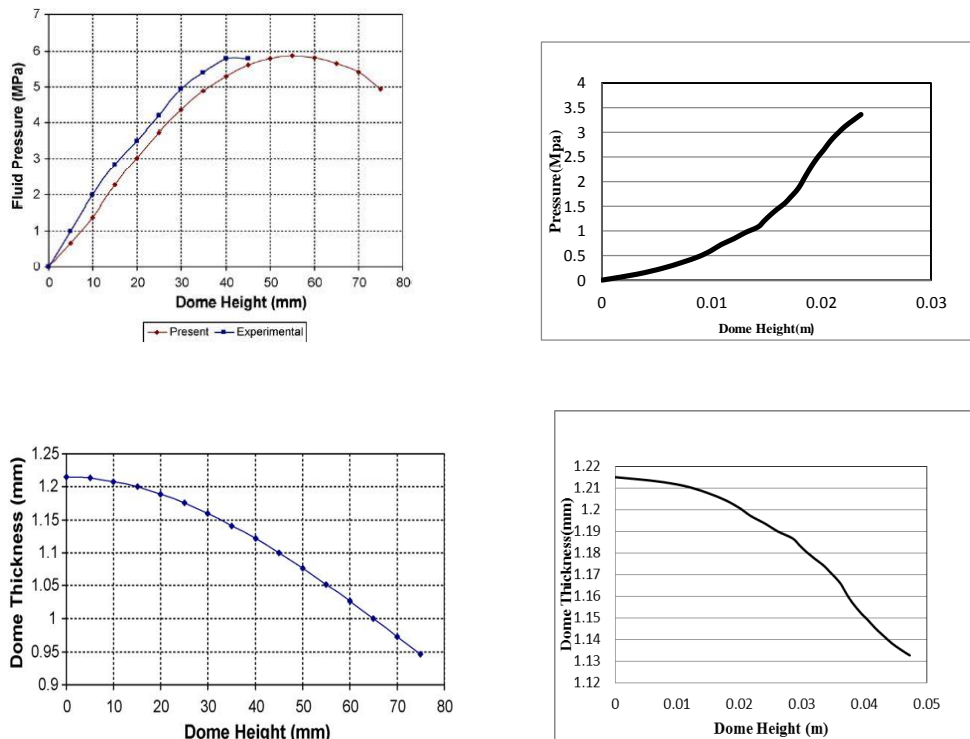 7
6
5
4
3
2
1
0
Fluid Pressure (MPa)
0 10 20 30 40 50 60 70 80
Dome Height (mm)
Present Experimental
4
3.5
3
2.5
2
1.5
1
0.5
0
Pressure(Mpa)
0 0.01 0.02 0.03
Dome Height(m)
1.25
1.2
1.15
1.1
1.05
1
0.95
0.9
Dome Thickness (mm)
0 10 20 30 40 50 60 70 80
Dome Height (mm)
1.22
1.21
1.2
1.19
1.18
1.17
1.16
1.15
1.14
1.13
1.12
Dome Thickness(mm)
0 0.01 0.02 0.03 0.04 0.05
Dome Height (m)